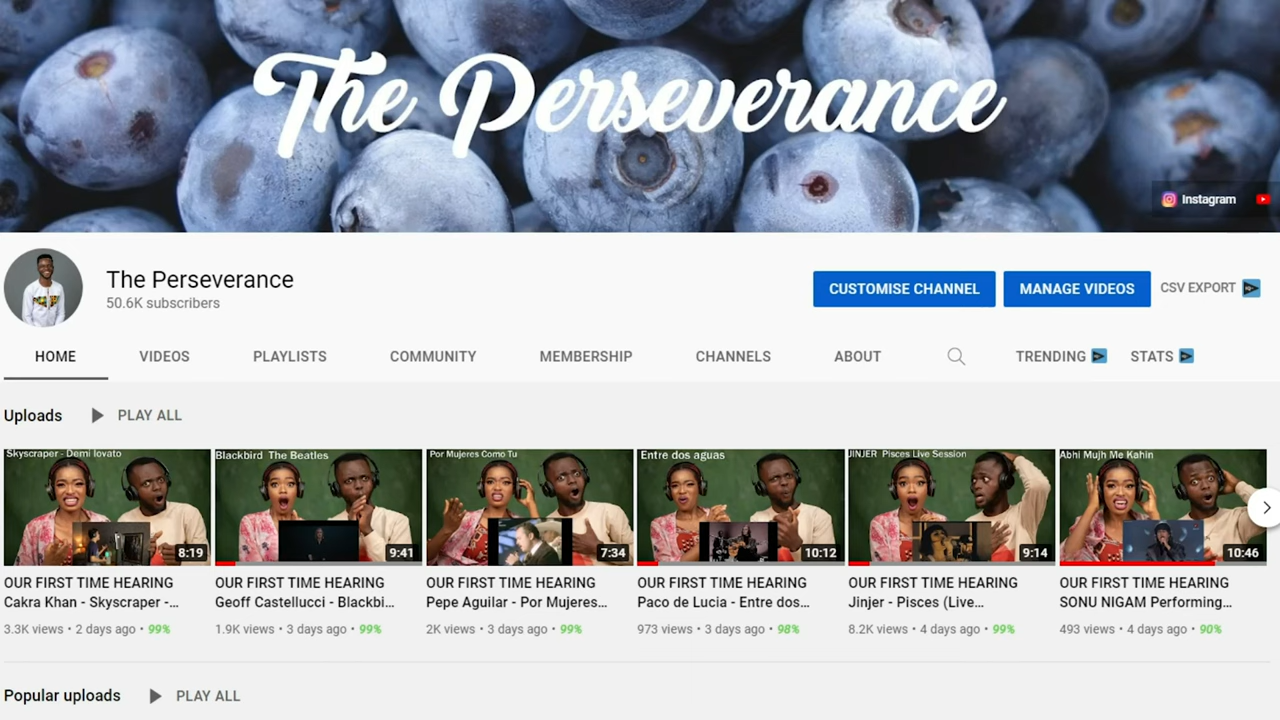 The Perseverance
Instagram
The Perseverance
50.6K subscribers
CUSTOMISE CHANNEL
MANAGE VIDEOS
CSV EXPORT
HOME
VIDEOS
PLAYLISTS
COMMUNITY
MEMBERSHIP
CHANNELS
ABOUT
TRENDING
STATS
Uploads
PLAY ALL
Skyscraper - Demi lovato
8:19
OUR FIRST TIME HEARING
Cakra Khan - Skyscraper -...
3.3K views • 2 days ago • 99%
Blackbird The Beatles
9:41
OUR FIRST TIME HEARING
Geoff Castellucci - Blackbi...
1.9K views • 3 days ago • 99%
Por Mujeres Como Tu
7:34
OUR FIRST TIME HEARING
Pepe Aguilar - Por Mujeres...
2K views • 3 days ago • 99%
Entre dos aguas
10:12
OUR FIRST TIME HEARING
Paco de Lucia - Entre dos...
973 views • 3 days ago • 98%
JINJER Pisces Live Session
9:14
OUR FIRST TIME HEARING
Jinjer - Pisces (Live...
8.2K views • 4 days ago • 99%
Abhi Mujh Me Kahin
10:46
OUR FIRST TIME HEARING
SONU NIGAM Performing...
493 views • 4 days ago • 90%
Popular uploads
PLAY ALL